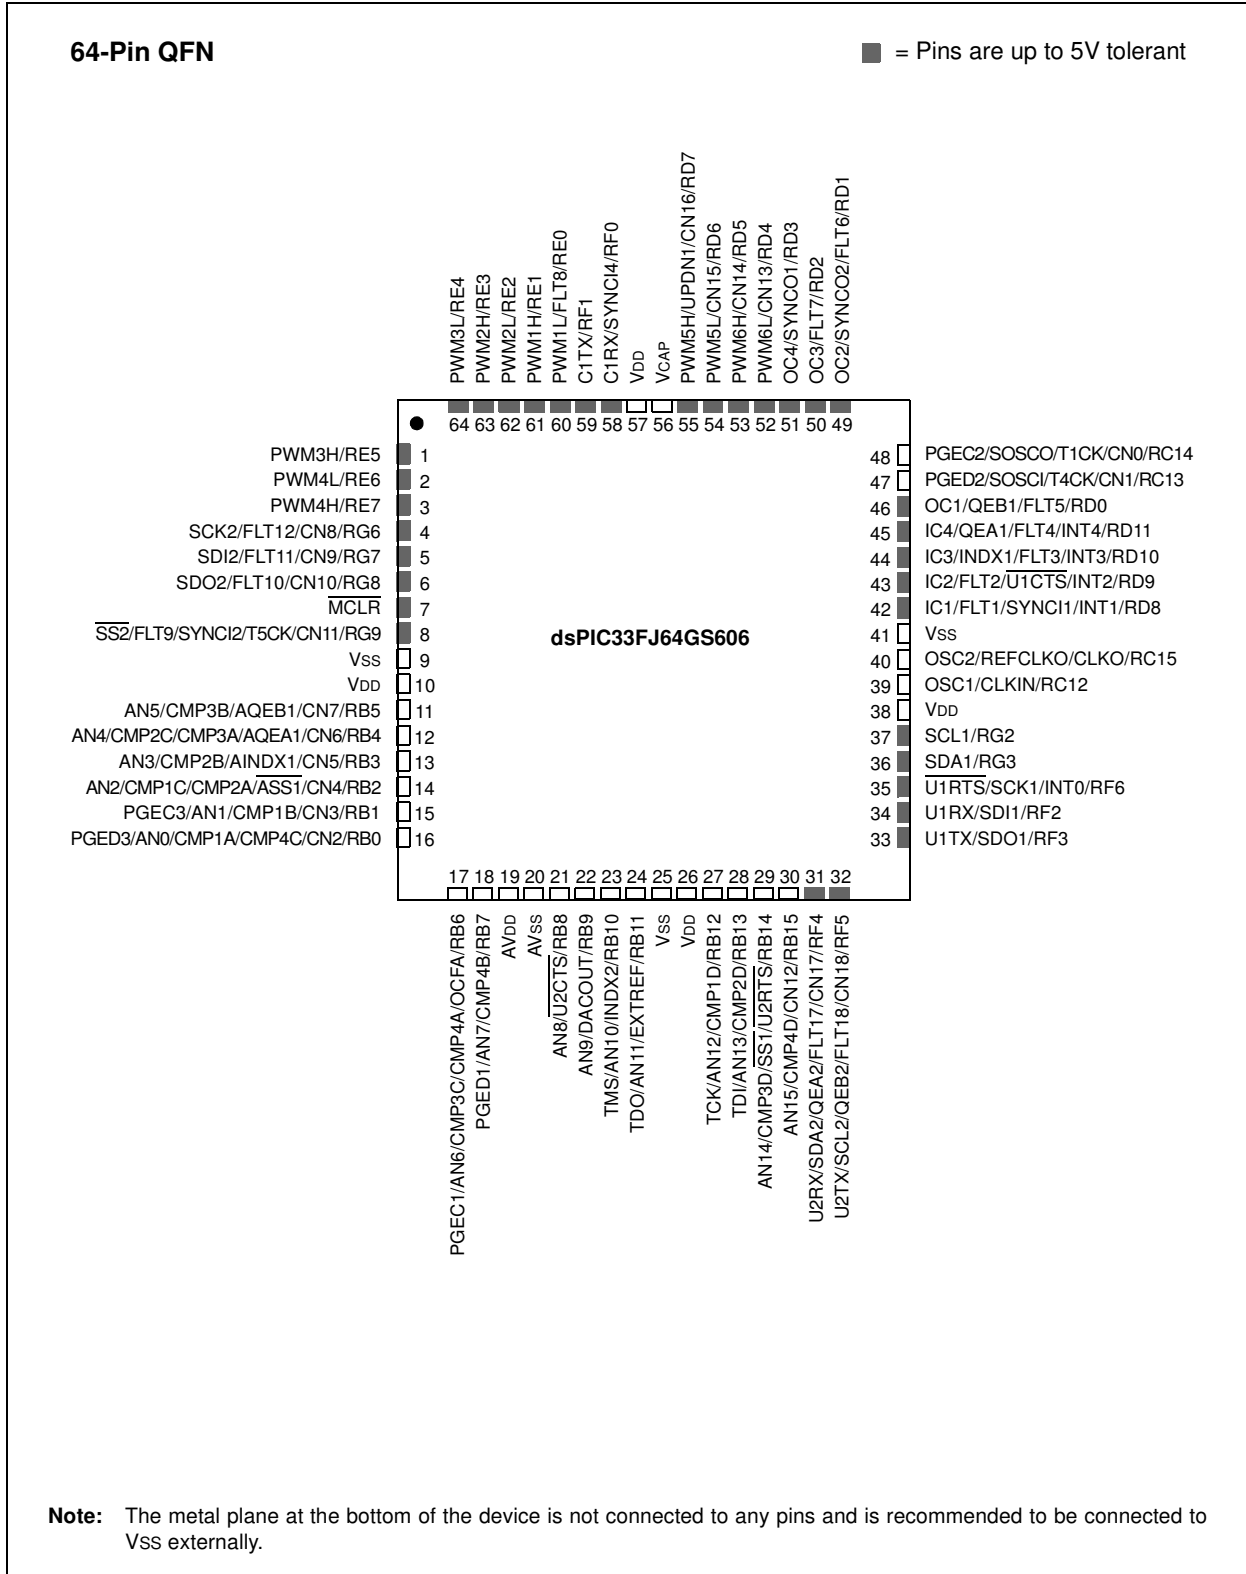 64-Pin QFN
= Pins are up to 5V tolerant
PWM3L/RE4
PWM2H/RE3
PWM2L/RE2
PWM1H/RE1
PWM1L/FLT8/RE0
C1TX/RF1
C1RX/SYNCI4/RF0
VDD
VCAP
PWM5H/UPDN1/CN16/RD7
PWM5L/CN15/RD6
PWM6H/CN14/RD5
PWM6L/CN13/RD4
OC4/SYNCO1/RD3
OC3/FLT7/RD2
OC2/SYNCO2/FLT6/RD1
64 63 62 61 60 59 58 57 56 55 54 53 52 51 50 49
PWM3H/RE5 1
PWM4L/RE6 2
PWM4H/RE7 3
SCK2/FLT12/CN8/RG6 4
SDI2/FLT11/CN9/RG7 5
SDO2/FLT10/CN10/RG8 6
MCLR 7
SS2/FLT9/SYNCI2/T5CK/CN11/RG9 8
VSS 9
VDD 10
AN5/CMP3B/AQEB1/CN7/RB5 11
AN4/CMP2C/CMP3A/AQEA1/CN6/RB4 12
AN3/CMP2B/AINDX1/CN5/RB3 13
AN2/CMP1C/CMP2A/ASS1/CN4/RB2 14
PGEC3/AN1/CMP1B/CN3/RB1 15
PGED3/AN0/CMP1A/CMP4C/CN2/RB0 16
dsPIC33FJ64GS606
48 PGEC2/SOSCO/T1CK/CN0/RC14
47 PGED2/SOSCI/T4CK/CN1/RC13
46 OC1/QEB1/FLT5/RD0
45 IC4/QEA1/FLT4/INT4/RD11
44 IC3/INDX1/FLT3/INT3/RD10
43 IC2/FLT2/U1CTS/INT2/RD9
42 IC1/FLT1/SYNCI1/INT1/RD8
41 VSS
40 OSC2/REFCLKO/CLKO/RC15
39 OSC1/CLKIN/RC12
38 VDD
37 SCL1/RG2
36 SDA1/RG3
35 U1RTS/SCK1/INT0/RF6
34 U1RX/SDI1/RF2
33 U1TX/SDO1/RF3
17 18 19 20 21 22 23 24 25 26 27 28 29 30 31 32
PGEC1/AN6/CMP3C/CMP4A/OCFA/RB6
PGED1/AN7/CMP4B/RB7
AVDD
AVSS
AN8/U2CTS/RB8
AN9/DACOUT/RB9
TMS/AN10/INDX2/RB10
TDO/AN11/EXTREF/RB11
VSS
VDD
TCK/AN12/CMP1D/RB12
TDI/AN13/CMP2D/RB13
AN14/CMP3D/SS1/U2RTS/RB14
AN15/CMP4D/CN12/RB15
U2RX/SDA2/QEA2/FLT17/CN17/RF4
U2TX/SCL2/QEB2/FLT18/CN18/RF5
Note: The metal plane at the bottom of the device is not connected to any pins and is recommended to be connected to
VSS externally.